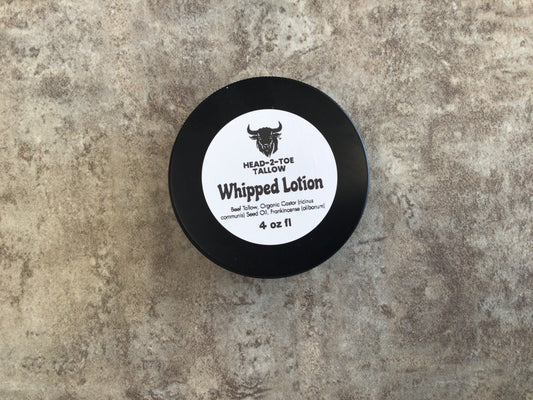 HEAD-2-TOE
TALLOW
Whipped Lotion
Beef Tallow, Organic Castor (ricinus
communis) Seed Oil, Frankincense (olibanum)
4 oz fl